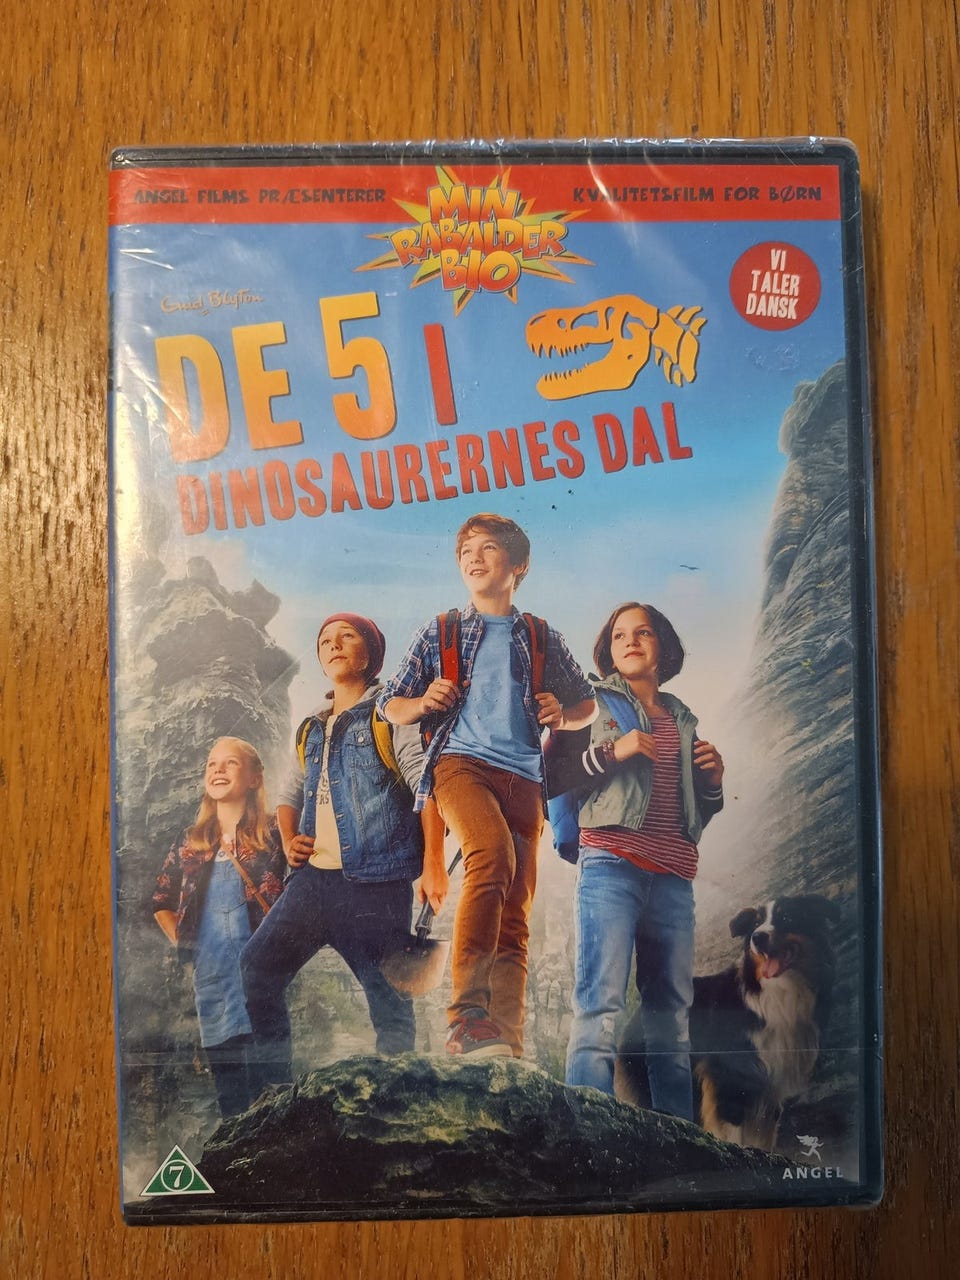 ANGEL FILMS PRÆSENTERER
MIN
RABALDER
BIO
KVALITETSFILM FOR BØRN
VI
TALER
DANSK
Enid Blyton
DE 5 I
DINOSAURERNES DAL
7
ANGEL